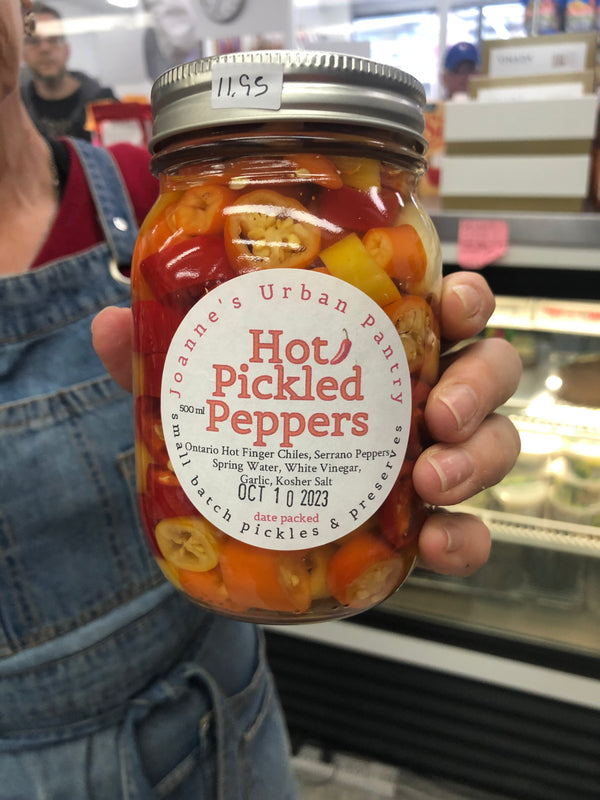 11.95
Joanne's Urban Pantry
Hot
Pickled
500 ml
Peppers
Ontario Hot Finger Chiles, Serrano Peppers,
Spring Water, White Vinegar,
Garlic, Kosher Salt
OCT 10 2023
date packed
small batch pickles & preserves